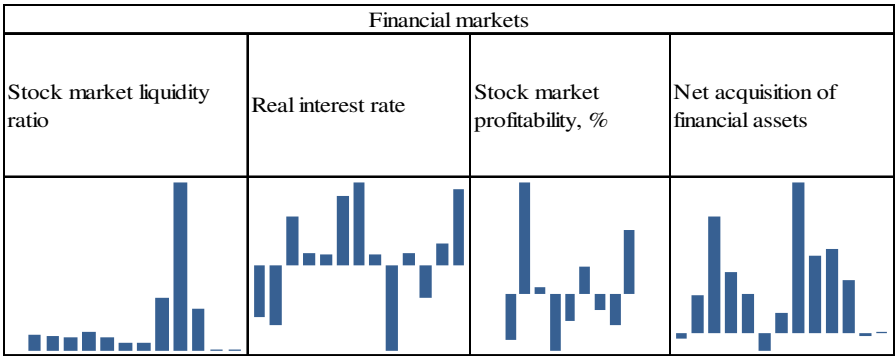 Financial markets
Stock market liquidity
ratio
Real interest rate
Stock market
profitability, %
Net acquisition of
financial assets